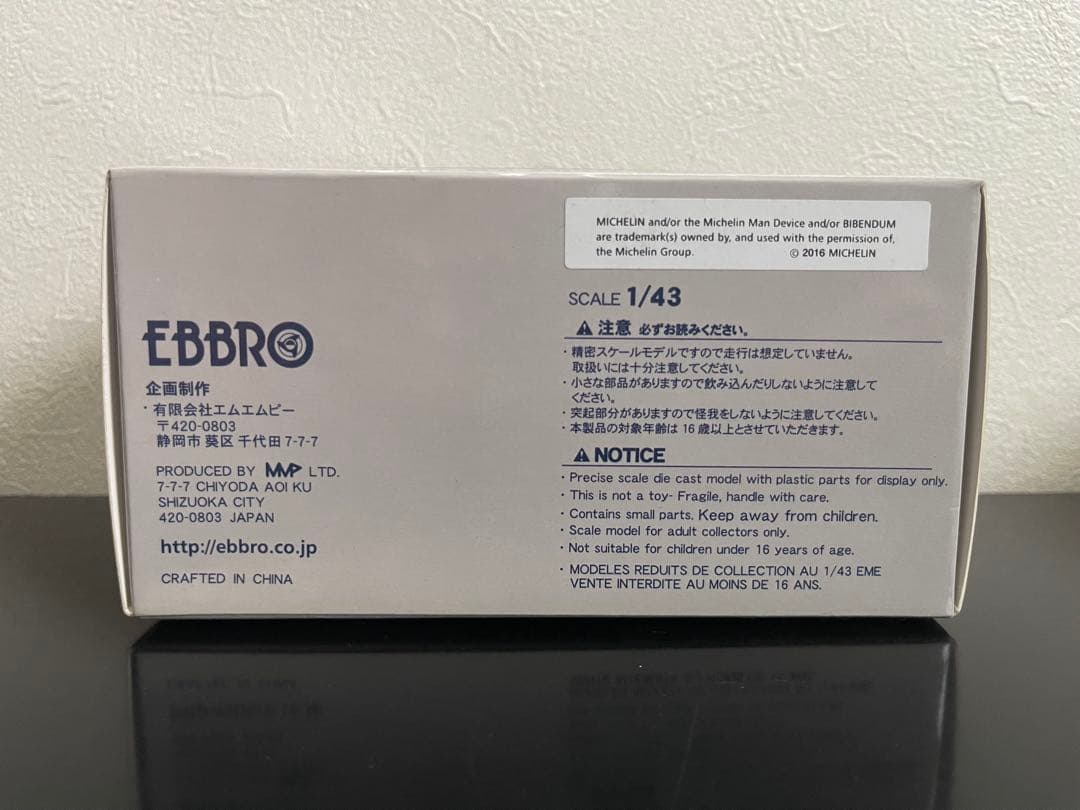 MICHELIN and/or the Michelin Man Device and/or BIBENDUM
are trademark(s) owned by, and used with the permission of,
the Michelin Group. © 2016 MICHELIN
SCALE 1/43
⚠ 注意 必ずお読みください。
・精密スケールモデルですので走行は想定していません。
取扱いには十分注意してください。
・小さな部品がありますので飲み込んだりしないように注意して
ください。
・突起部分がありますので怪我をしないように注意してください。
・本製品の対象年齢は 16 歳以上とさせていただきます。
⚠ NOTICE
・Precise scale die cast model with plastic parts for display only.
・This is not a toy- Fragile, handle with care.
・Contains small parts. Keep away from children.
・Scale model for adult collectors only.
・Not suitable for children under 16 years of age.
・MODELES REDUITS DE COLLECTION AU 1/43 EME
VENTE INTERDITE AU MOINS DE 16 ANS.
EBBRO
企画制作
・有限会社エムエムピー
〒420-0803
静岡市 葵区 千代田 7-7-7
PRODUCED BY MMP LTD.
7-7-7 CHIYODA AOI KU
SHIZUOKA CITY
420-0803 JAPAN
http://ebbro.co.jp
CRAFTED IN CHINA